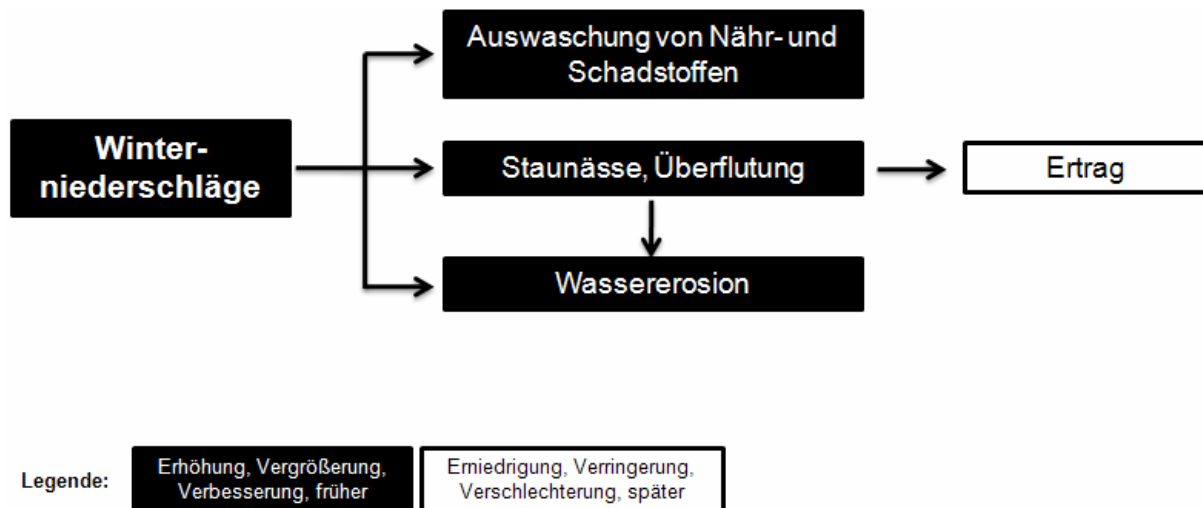 Auswaschung von Nähr- und
Schadstoffen
Winter-
niederschläge
Staunässe, Überflutung
Ertrag
Wassererosion
Legende:
Erhöhung, Vergrößerung,
Verbesserung, früher
Erniedrigung, Verringerung,
Verschlechterung, später